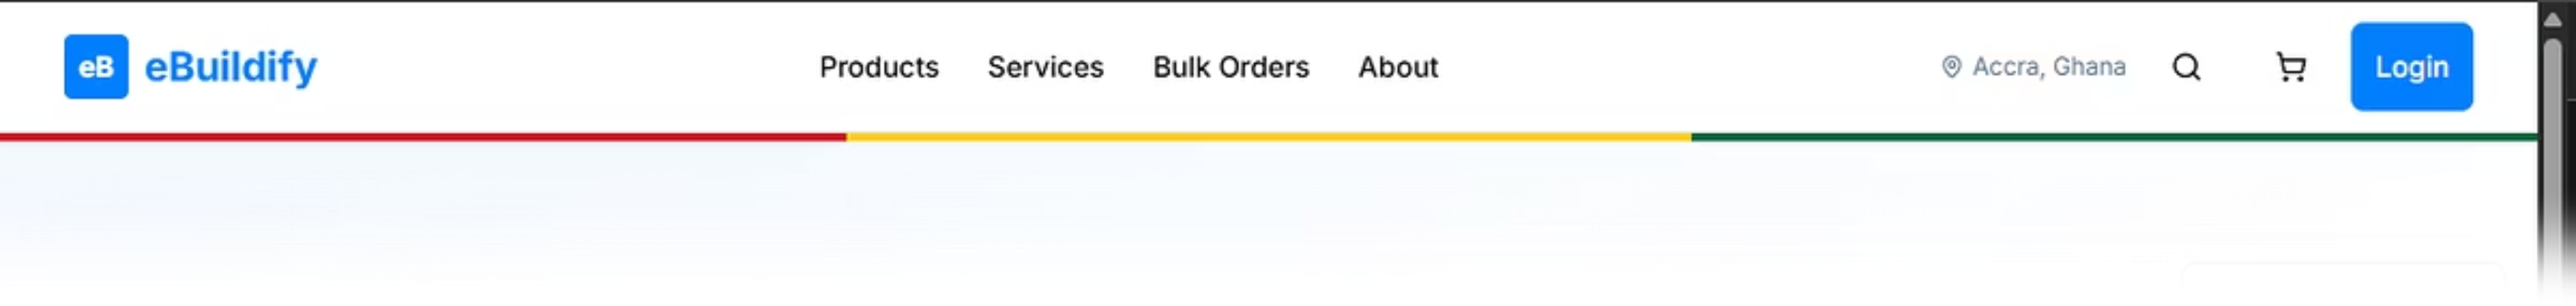 eB eBuildify Products Services Bulk Orders About Accra, Ghana Login